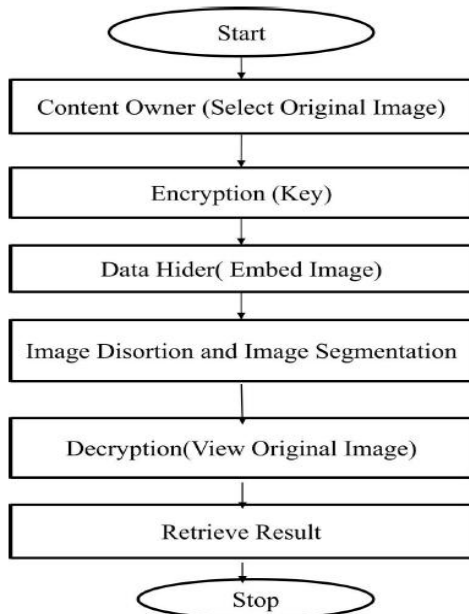 Start
Content Owner (Select Original Image)
Encryption (Key)
Data Hider( Embed Image)
Image Disortion and Image Segmentation
Decryption(View Original Image)
Retrieve Result
Stop